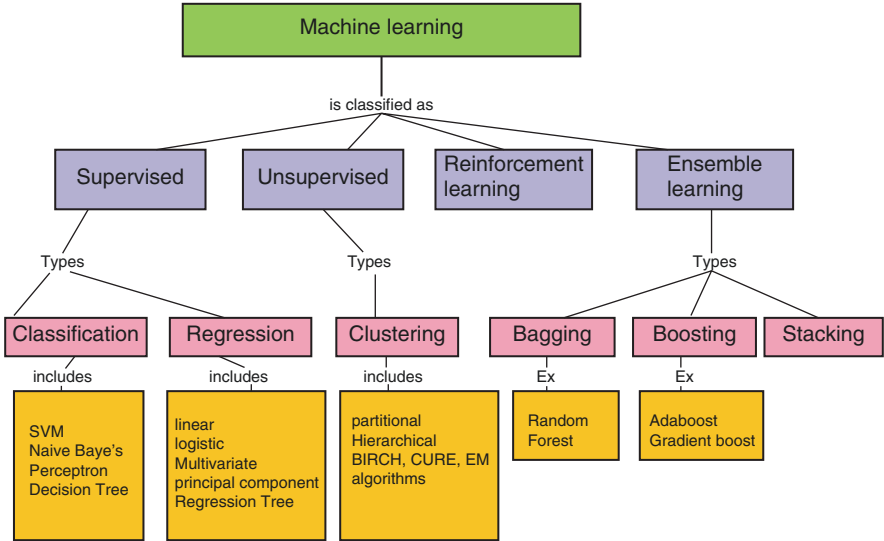 Machine learning
is classified as
Supervised
Unsupervised
Reinforcement
learning
Ensemble
learning
Types
Types
Types
Classification
Regression
Clustering
Bagging
Boosting
Stacking
includes
includes
includes
Ex
Ex
SVM
Naive Baye's
Perceptron
Decision Tree
linear
logistic
Multivariate
principal component
Regression Tree
partitional
Hierarchical
BIRCH, CURE, EM
algorithms
Random
Forest
Adaboost
Gradient boost